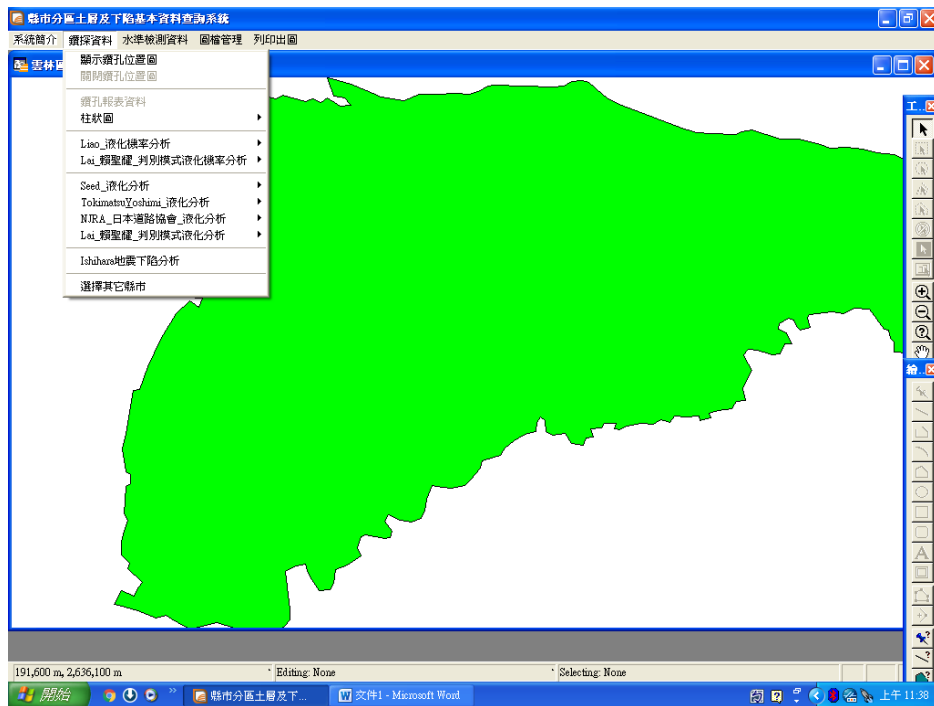 縣市分區土層及下陷基本資料查詢系統
系統簡介 鑽探資料 水準檢測資料 圖檔管理 列印出圖
雲林
顯示鑽孔位置圖
關閉鑽孔位置圖
鑽孔報表資料
柱狀圖
Liao_液化機率分析
Lai_賴聖耀_判別模式液化機率分析
Seed_液化分析
TokimatsuYoshimi_液化分析
NJRA_日本道路協會_液化分析
Lai_賴聖耀_判別模式液化分析
Ishihara地震下陷分析
選擇其它縣市
工...
繪...
191,600 m, 2,636,100 m Editing: None Selecting: None
開始 縣市分區土層及下... 文件1 - Microsoft Word 上午 11:38